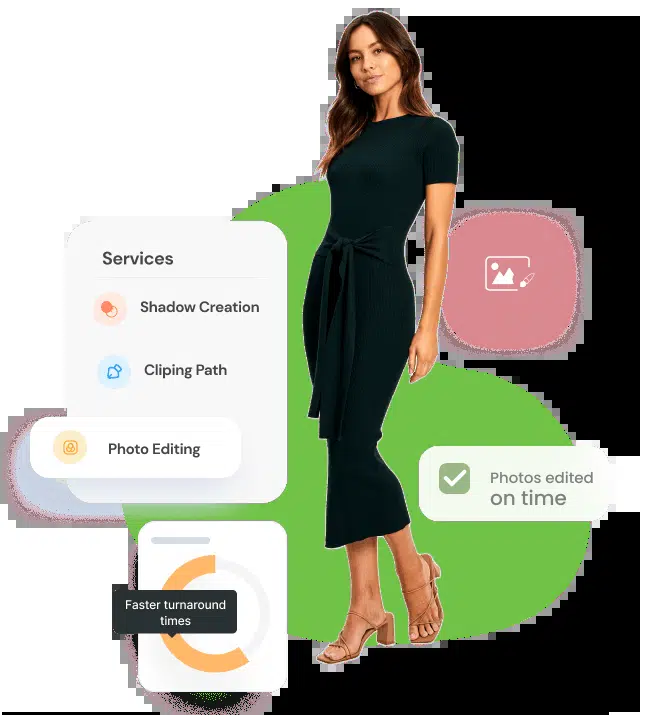 Services
Shadow Creation
Cliping Path
Photo Editing
Photos edited
on time
Faster turnaround
times